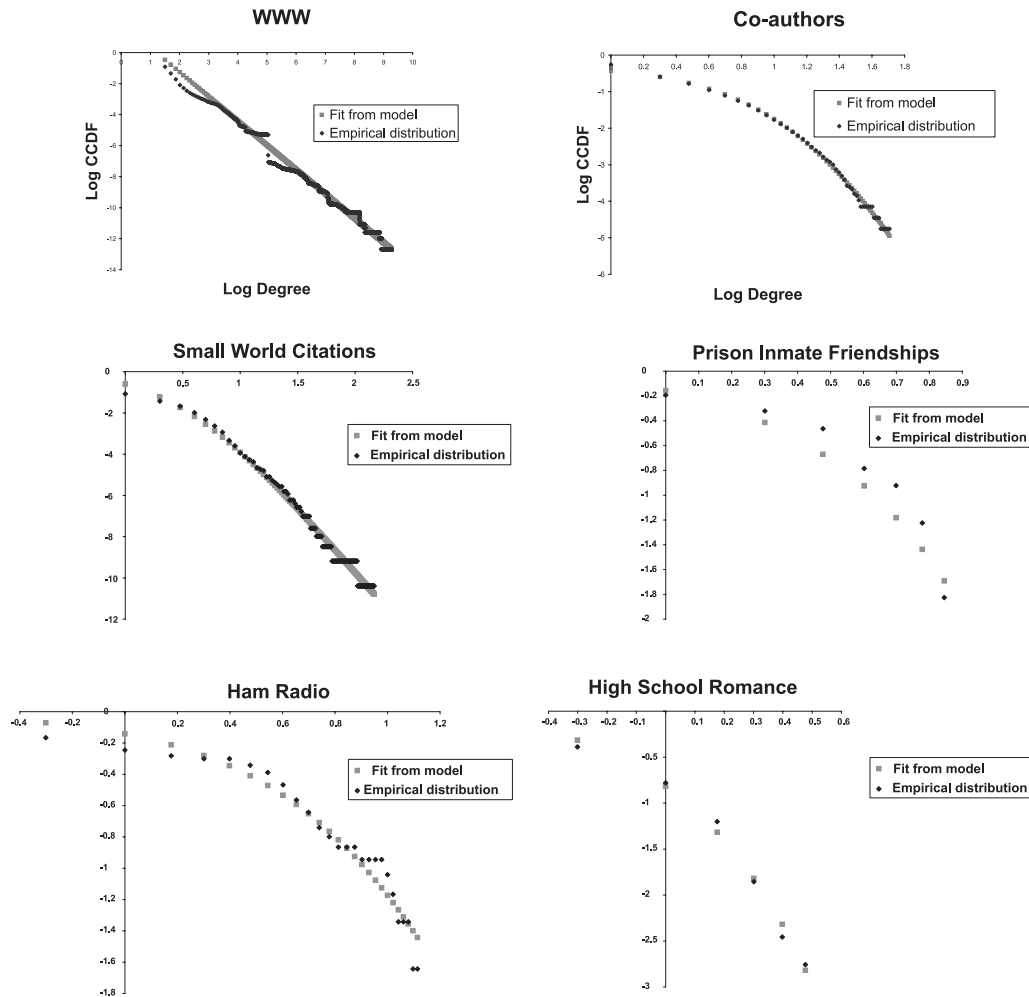 WWW
0 1 2 3 4 5 6 7 8 9 10
0
-2
-4
-6
-8
-10
-12
-14
Log CCDF
Fit from model
Empirical distribution
Log Degree
Co-authors
0.2 0.4 0.6 0.8 1 1.2 1.4 1.6 1.8
0
-1
-2
-3
-4
-5
-6
Log CCDF
Fit from model
Empirical distribution
Log Degree
Small World Citations
0.5 1 1.5 2 2.5
0
-2
-4
-6
-8
-10
-12
Fit from model
Empirical distribution
Prison Inmate Friendships
0.1 0.2 0.3 0.4 0.5 0.6 0.7 0.8 0.9
0
-0.2
-0.4
-0.6
-0.8
-1
-1.2
-1.4
-1.6
-1.8
-2
Fit from model
Empirical distribution
Ham Radio
-0.4 -0.2 0.2 0.4 0.6 0.8 1 1.2
0
-0.2
-0.4
-0.6
-0.8
-1
-1.2
-1.4
-1.6
-1.8
Fit from model
Empirical distribution
High School Romance
-0.4 -0.3 -0.2 -0.1 0.1 0.2 0.3 0.4 0.5 0.6
0
-0.5
-1
-1.5
-2
-2.5
-3
Fit from model
Empirical distribution